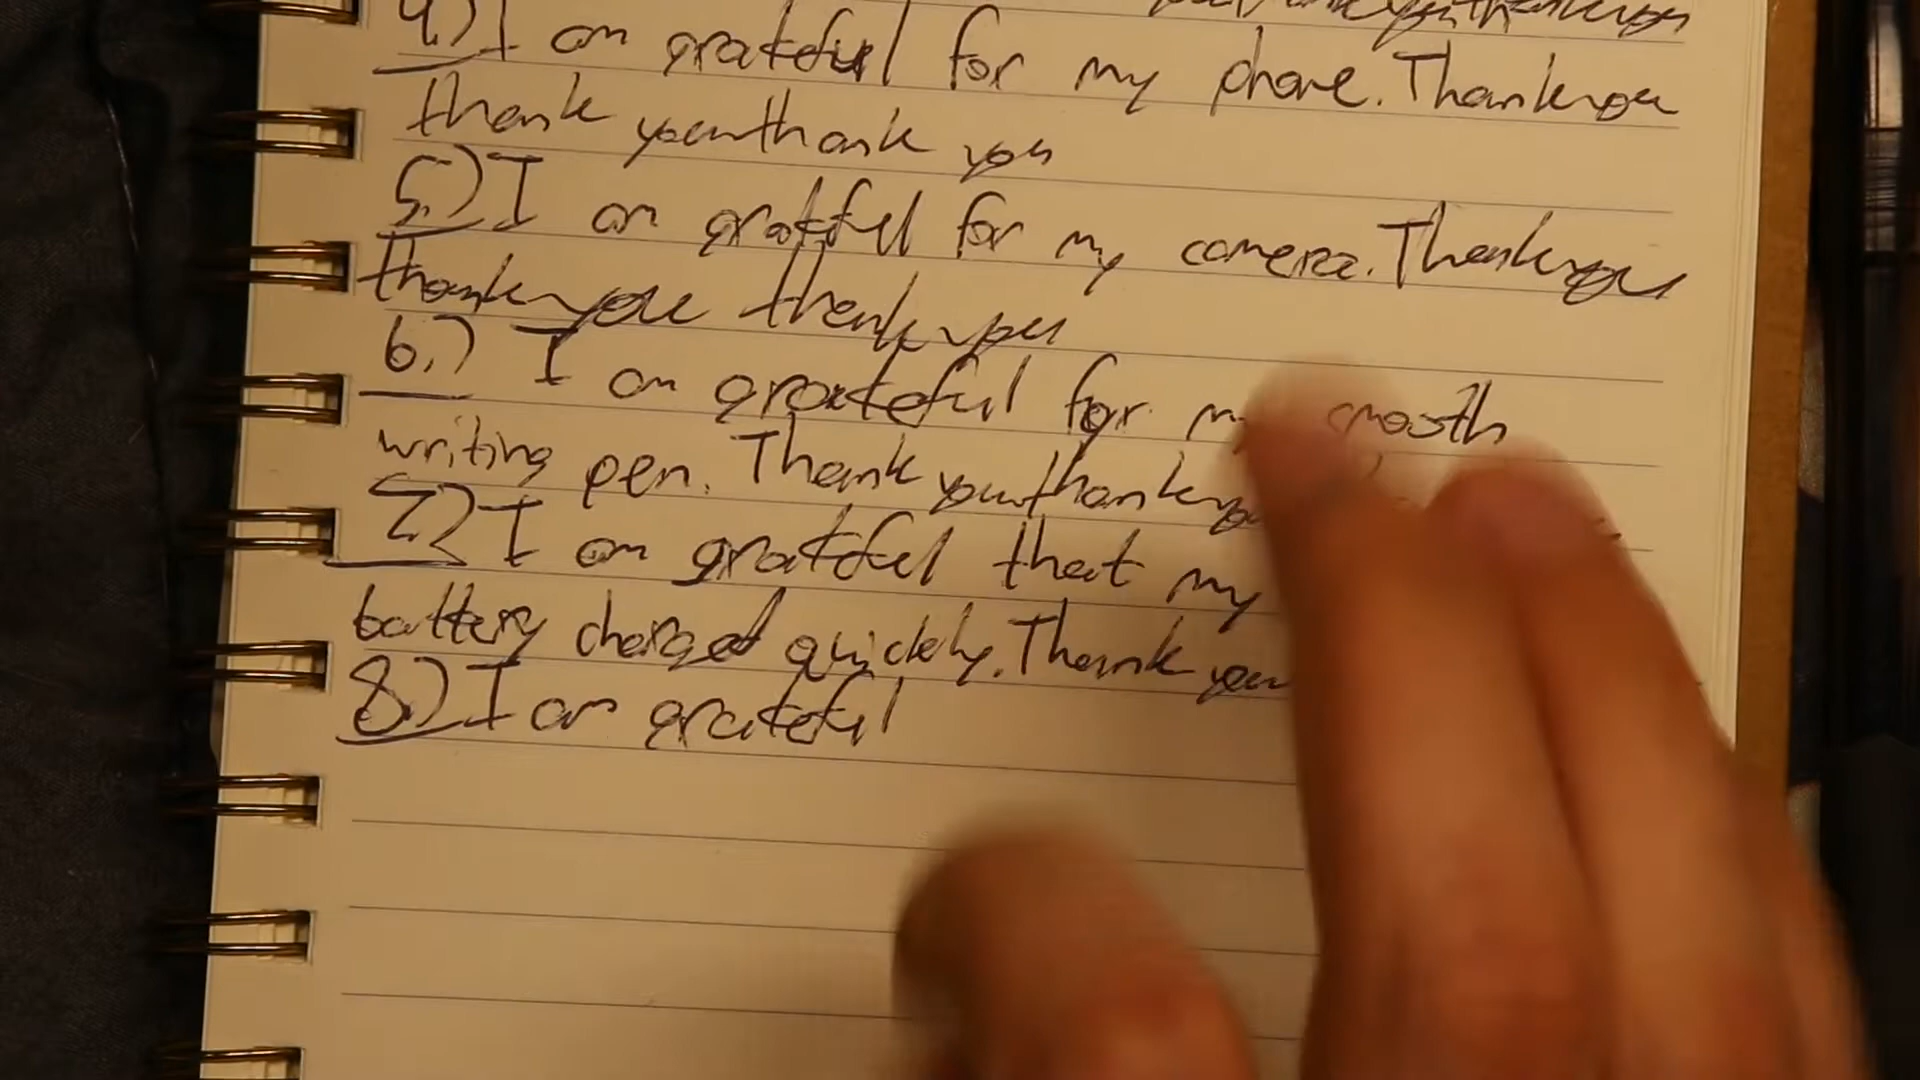 4.) I am grateful for my phone. Thank you
thank you thank you
5.) I am gratful for my camera. Thank you
thank you thank you
6.) I am grateful for my smooth
writing pen. Thank you thank you
7.) I am grateful that my
battery charged quickly. Thank you
8.) I am grateful